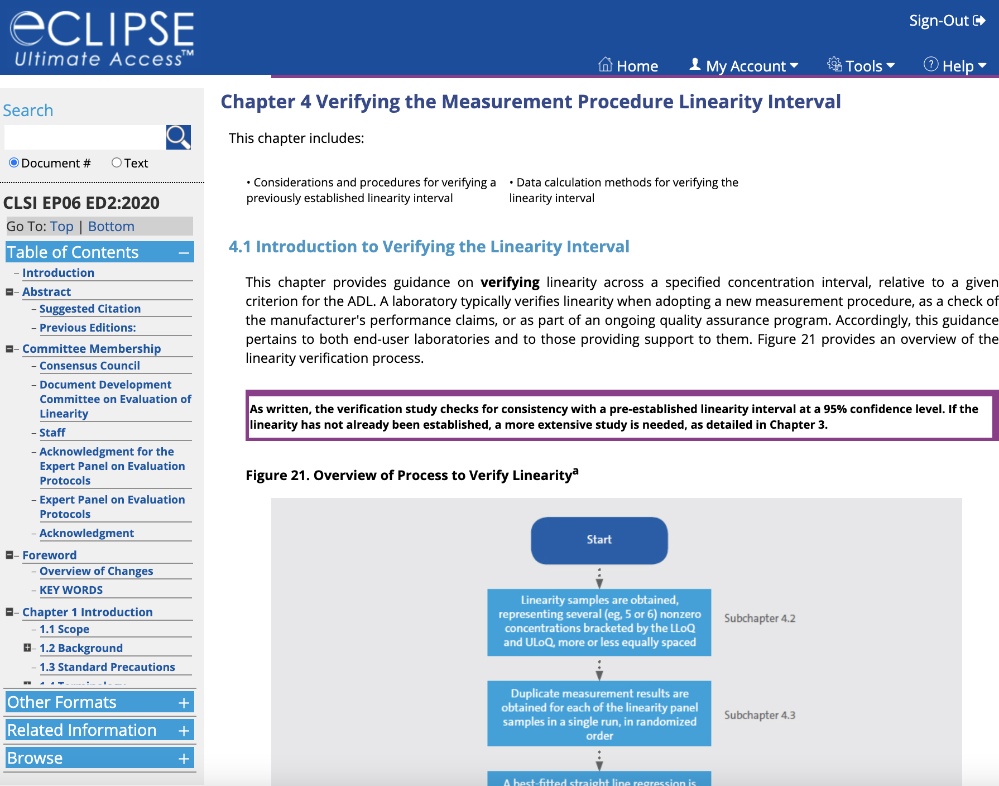 eCLIPSE
Ultimate Access™
Sign-Out
Home
My Account
Tools
Help
Search
Document #
Text
CLSI EP06 ED2:2020
Go To: Top | Bottom
Table of Contents
Introduction
Abstract
Suggested Citation
Previous Editions:
Committee Membership
Consensus Council
Document Development
Committee on Evaluation of
Linearity
Staff
Acknowledgment for the
Expert Panel on Evaluation
Protocols
Expert Panel on Evaluation
Protocols
Acknowledgment
Foreword
Overview of Changes
KEY WORDS
Chapter 1 Introduction
1.1 Scope
1.2 Background
1.3 Standard Precautions
1.4 Terminology
Other Formats
Related Information
Browse
Chapter 4 Verifying the Measurement Procedure Linearity Interval
This chapter includes:
• Considerations and procedures for verifying a
previously established linearity interval
• Data calculation methods for verifying the
linearity interval
4.1 Introduction to Verifying the Linearity Interval
This chapter provides guidance on verifying linearity across a specified concentration interval, relative to a given
criterion for the ADL. A laboratory typically verifies linearity when adopting a new measurement procedure, as a check of
the manufacturer's performance claims, or as part of an ongoing quality assurance program. Accordingly, this guidance
pertains to both end-user laboratories and to those providing support to them. Figure 21 provides an overview of the
linearity verification process.
As written, the verification study checks for consistency with a pre-established linearity interval at a 95% confidence level. If the
linearity has not already been established, a more extensive study is needed, as detailed in Chapter 3.
Figure 21. Overview of Process to Verify Linearityᵃ
Start
Linearity samples are obtained,
representing several (eg, 5 or 6) nonzero
concentrations bracketed by the LLoQ
and ULoQ, more or less equally spaced
Subchapter 4.2
Duplicate measurement results are
obtained for each of the linearity panel
samples in a single run, in randomized
order
Subchapter 4.3
A best-fitted straight line regression is